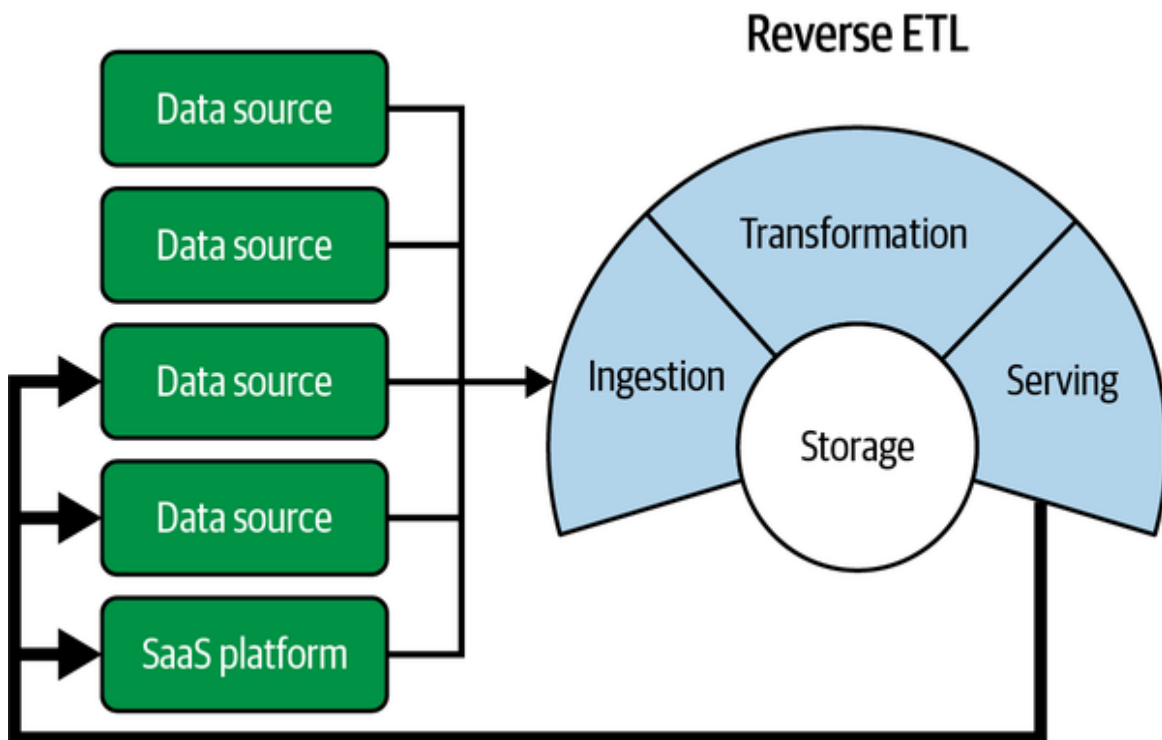 Reverse ETL
Data source
Data source
Data source
Data source
SaaS platform
Ingestion
Transformation
Storage
Serving